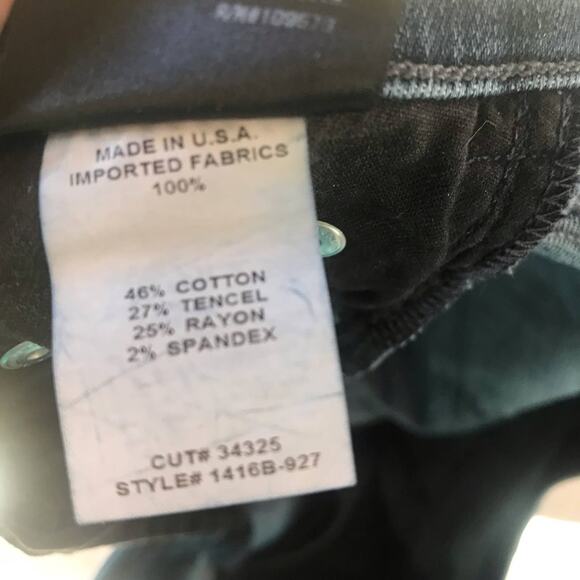 MADE IN U.S.A.
IMPORTED FABRICS
100%
46% COTTON
27% TENCEL
25% RAYON
2% SPANDEX
CUT# 34325
STYLE# 1416B-927